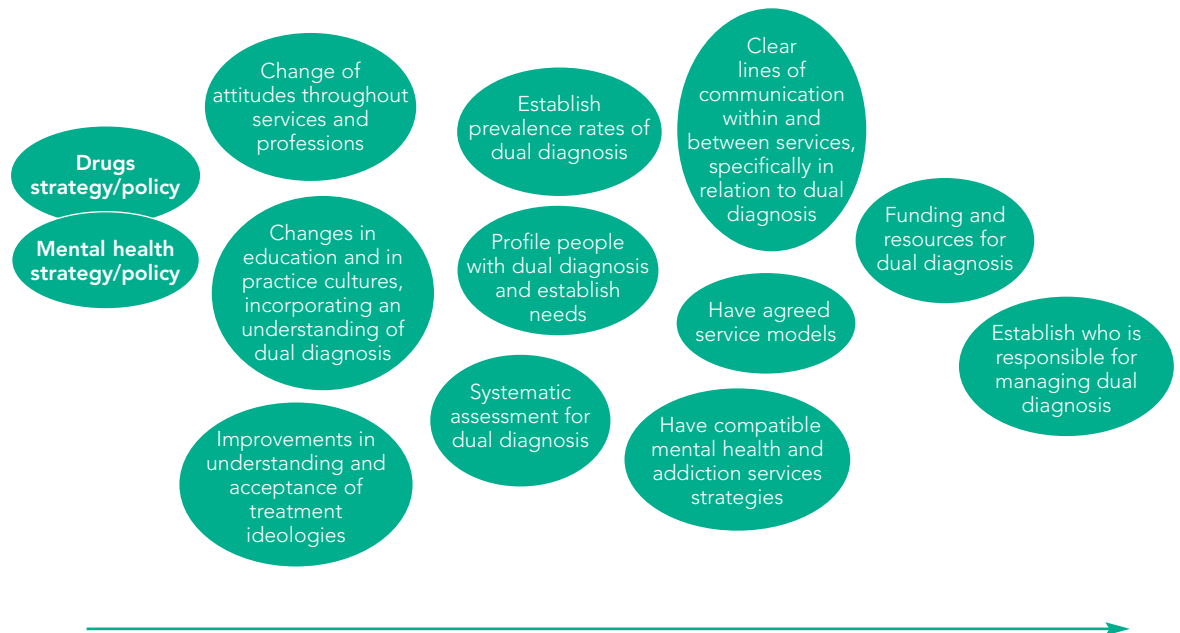 Drugs
strategy/policy
Mental health
strategy/policy
Change of
attitudes throughout
services and
professions
Changes in
education and in
practice cultures,
incorporating an
understanding of
dual diagnosis
Improvements in
understanding and
acceptance of
treatment
ideologies
Establish
prevalence rates of
dual diagnosis
Profile people
with dual diagnosis
and establish
needs
Systematic
assessment for
dual diagnosis
Clear
lines of
communication
within and
between services,
specifically in
relation to dual
diagnosis
Have agreed
service models
Have compatible
mental health and
addiction services
strategies
Funding and
resources for
dual diagnosis
Establish who is
responsible for
managing dual
diagnosis